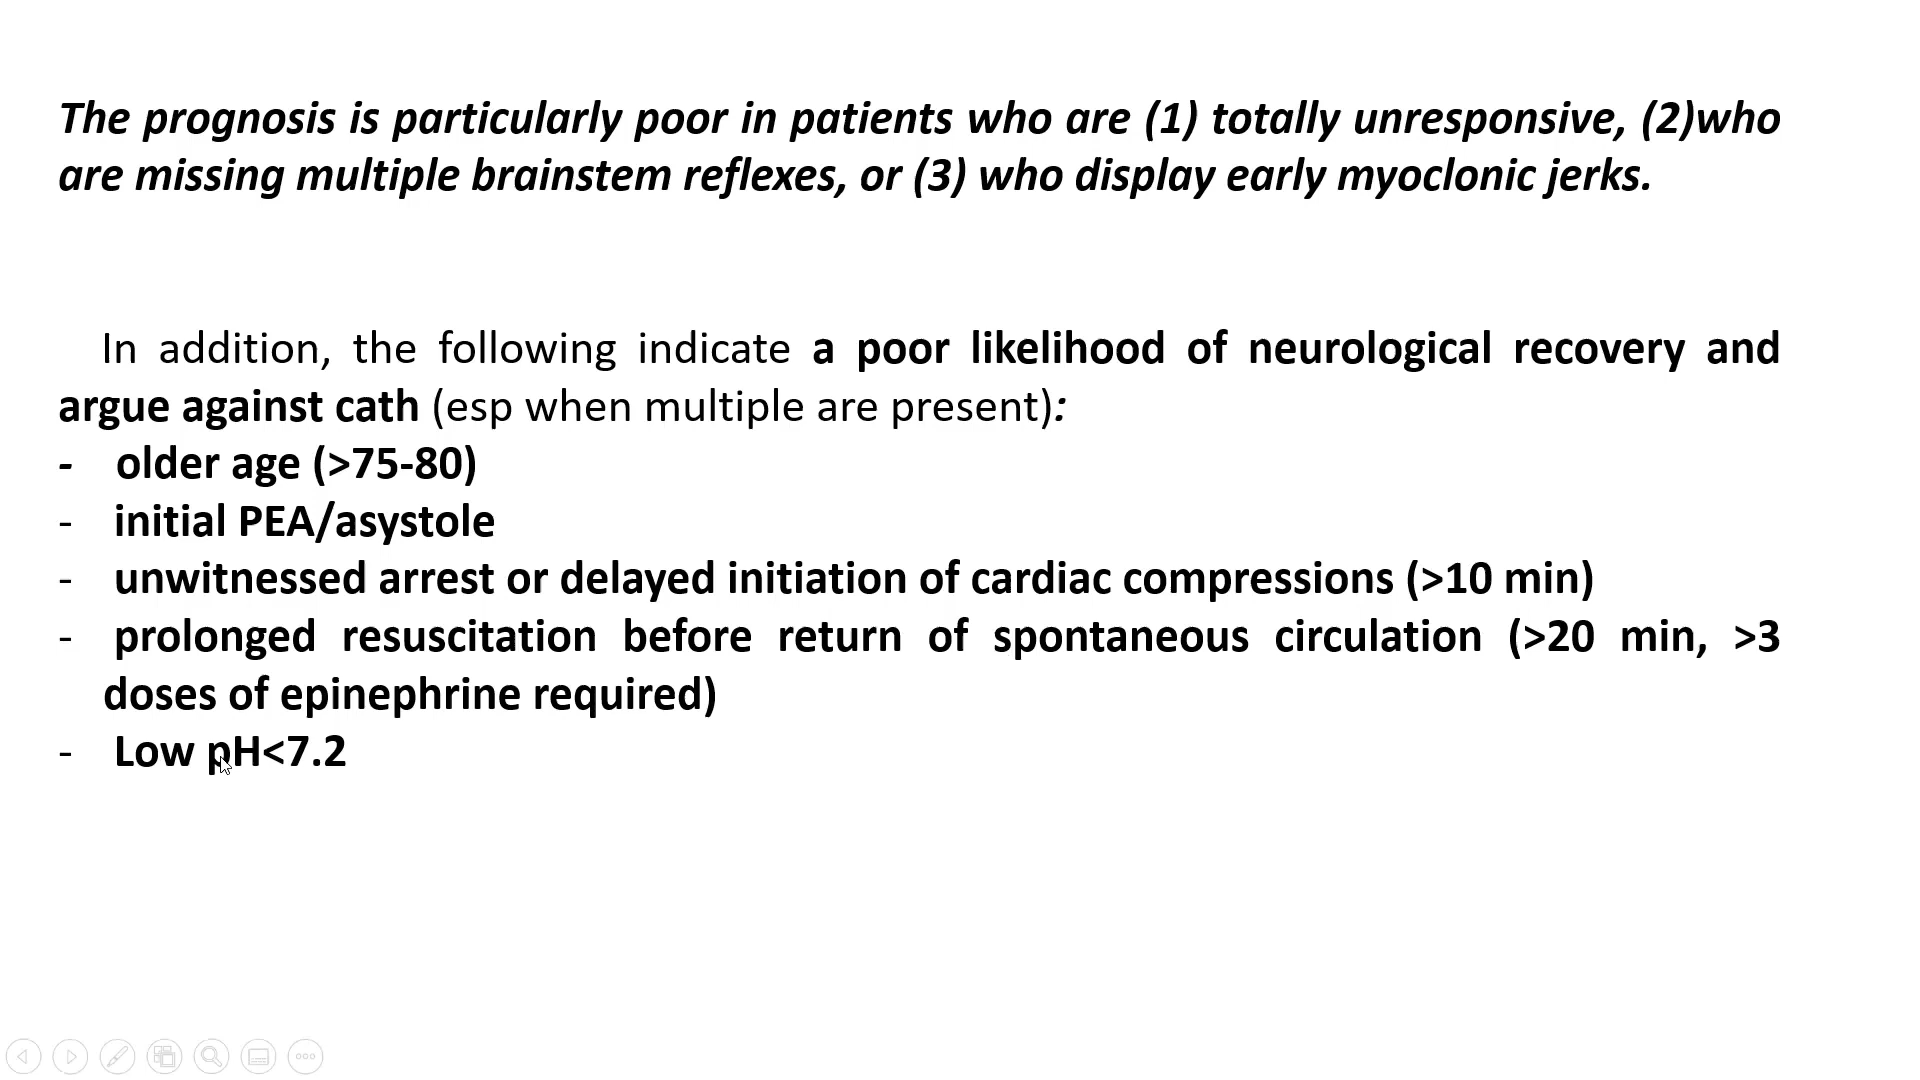 The prognosis is particularly poor in patients who are (1) totally unresponsive, (2)who
are missing multiple brainstem reflexes, or (3) who display early myoclonic jerks.
In addition, the following indicate a poor likelihood of neurological recovery and
argue against cath (esp when multiple are present):
- older age (>75-80)
- initial PEA/asystole
- unwitnessed arrest or delayed initiation of cardiac compressions (>10 min)
- prolonged resuscitation before return of spontaneous circulation (>20 min, >3
doses of epinephrine required)
- Low pH<7.2